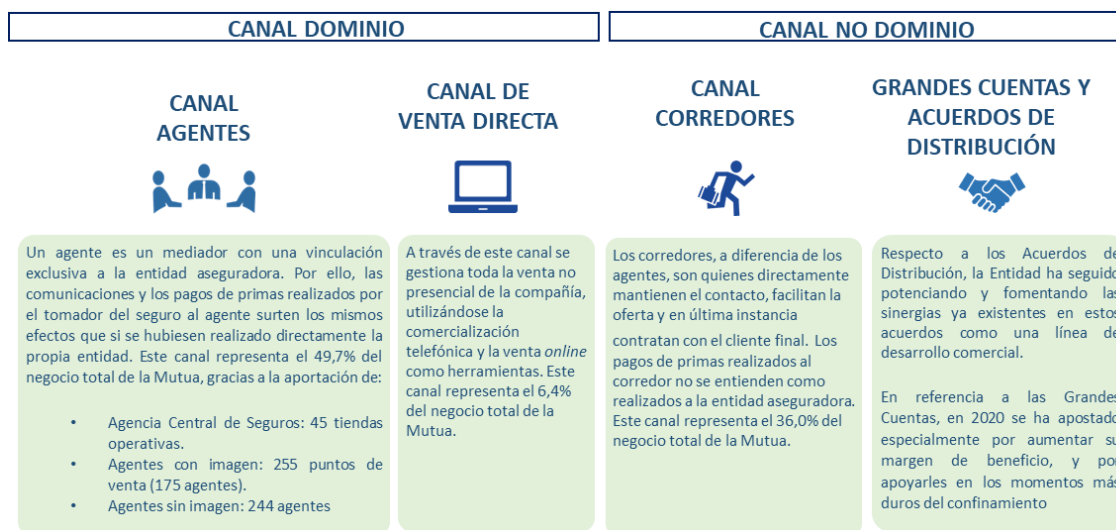 CANAL DOMINIO
CANAL NO DOMINIO
CANAL
AGENTES
CANAL DE
VENTA DIRECTA
CANAL
CORREDORES
GRANDES CUENTAS Y
ACUERDOS DE
DISTRIBUCIÓN
Un agente es un mediador con una vinculación
exclusiva a la entidad aseguradora. Por ello, las
comunicaciones y los pagos de primas realizados por
el tomador del seguro al agente surten los mismos
efectos que si se hubiesen realizado directamente la
propia entidad. Este canal representa el 49,7% del
negocio total de la Mutua, gracias a la aportación de:
• Agencia Central de Seguros: 45 tiendas
operativas.
• Agentes con imagen: 255 puntos de
venta (175 agentes).
• Agentes sin imagen: 244 agentes
A través de este canal se
gestiona toda la venta no
presencial de la compañía,
utilizándose la
comercialización
telefónica y la venta online
como herramientas. Este
canal representa el 6,4%
del negocio total de la
Mutua.
Los corredores, a diferencia de los
agentes, son quienes directamente
mantienen el contacto, facilitan la
oferta y en última instancia
contratan con el cliente final. Los
pagos de primas realizados al
corredor no se entienden como
realizados a la entidad aseguradora.
Este canal representa el 36,0% del
negocio total de la Mutua.
Respecto a los Acuerdos de
Distribución, la Entidad ha seguido
potenciando y fomentando las
sinergias ya existentes en estos
acuerdos como una línea de
desarrollo comercial.
En referencia a las Grandes
Cuentas, en 2020 se ha apostado
especialmente por aumentar su
margen de beneficio, y por
apoyarles en los momentos más
duros del confinamiento